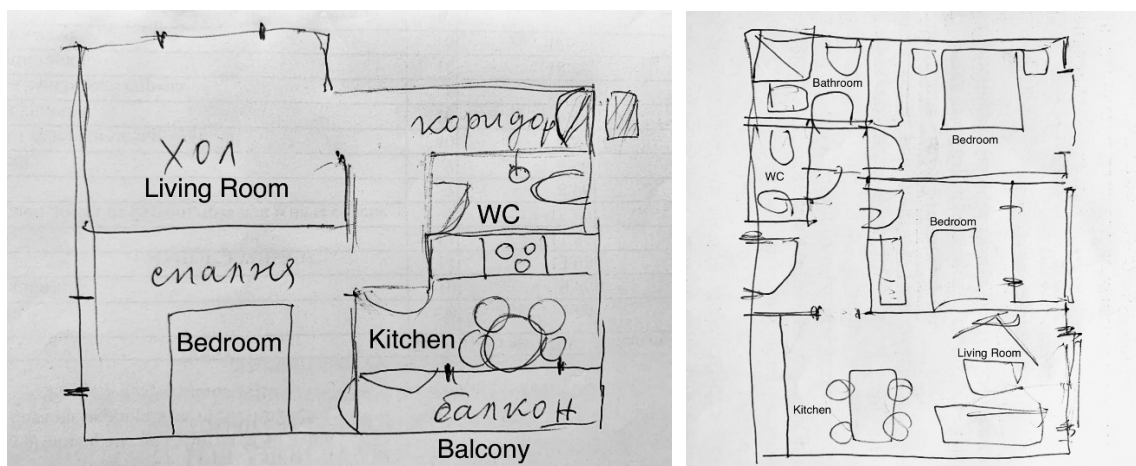 коридор
хол
Living Room
WC
спалня
Bedroom
Kitchen
балкон
Balcony
Bathroom
Bedroom
WC
Bedroom
Living Room
Kitchen